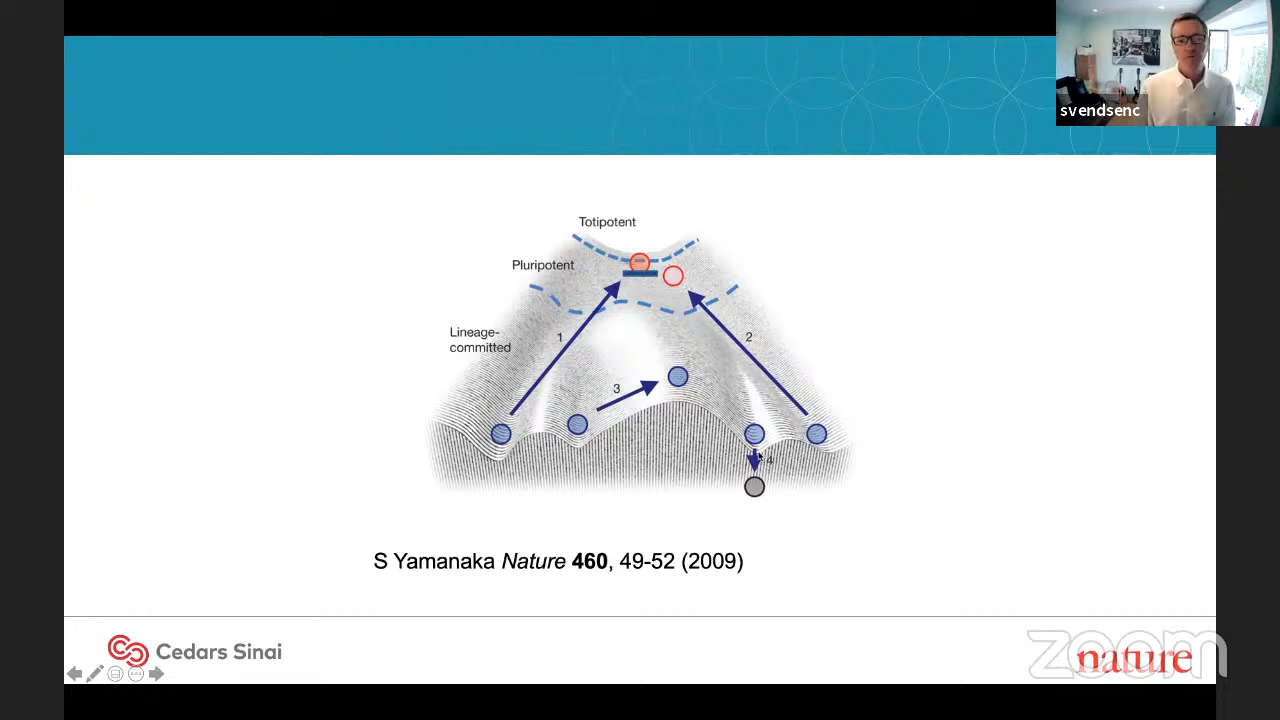 svendsenc
Totipotent
Pluripotent
Lineage-
committed
1
2
3
4
S Yamanaka Nature 460, 49-52 (2009)
Cedars Sinai
zoom
nature